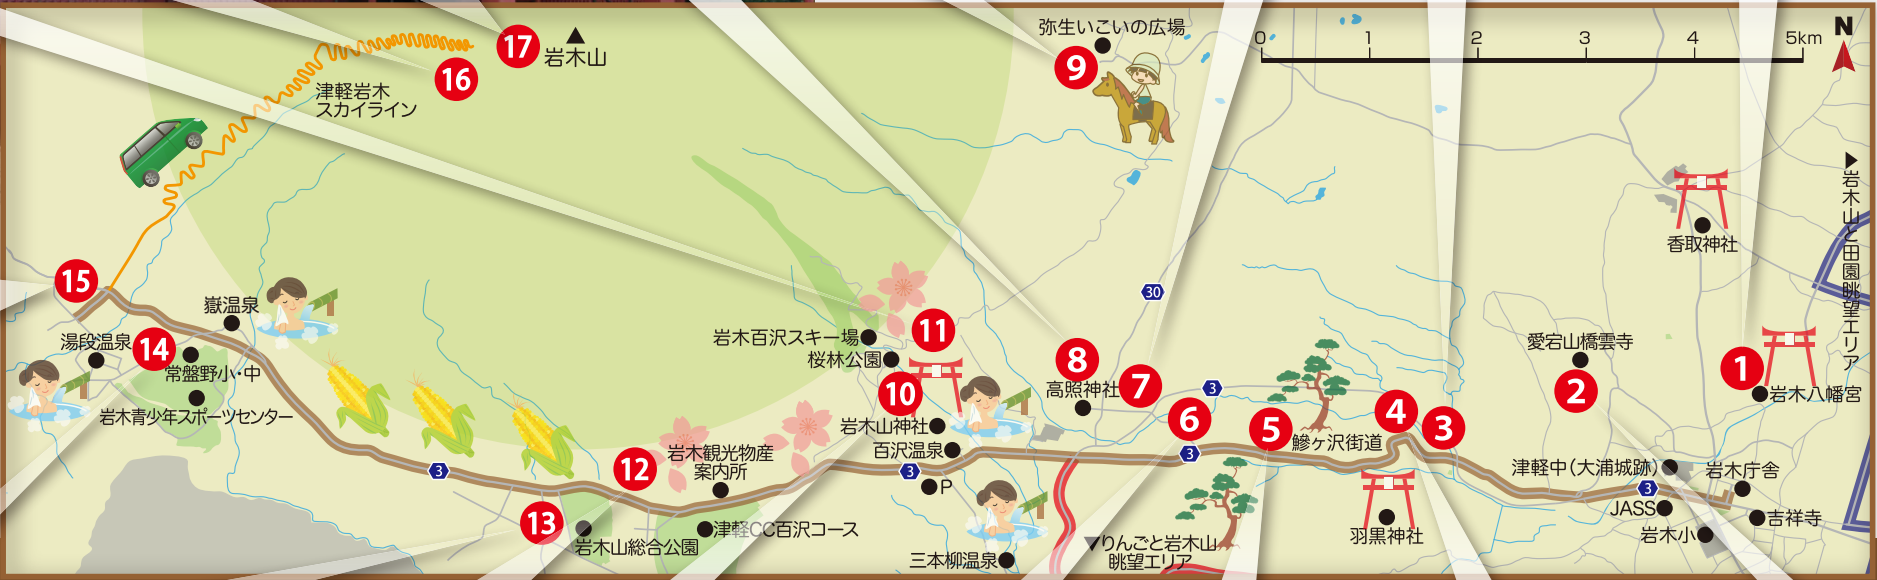 弥生いこいの広場
9
0
1
2
3
4
5km
N
17
岩木山
16
津軽岩木
スカイライン
▶岩木山と田園眺望エリア
香取神社
15
嶽温泉
湯段温泉
14
常盤野小・中
岩木青少年スポーツセンター
30
岩木百沢スキー場
11
桜林公園
10
8
高照神社
7
3
愛宕山橋雲寺
2
1
岩木八幡宮
岩木山神社
百沢温泉
6
3
5
鰺ヶ沢街道
4
3
12
岩木観光物産
案内所
3
3
P
津軽中(大浦城跡)
岩木庁舎
3
JASS
吉祥寺
岩木小
13
岩木山総合公園
津軽CC百沢コース
三本柳温泉
▼りんごと岩木山
眺望エリア
羽黒神社